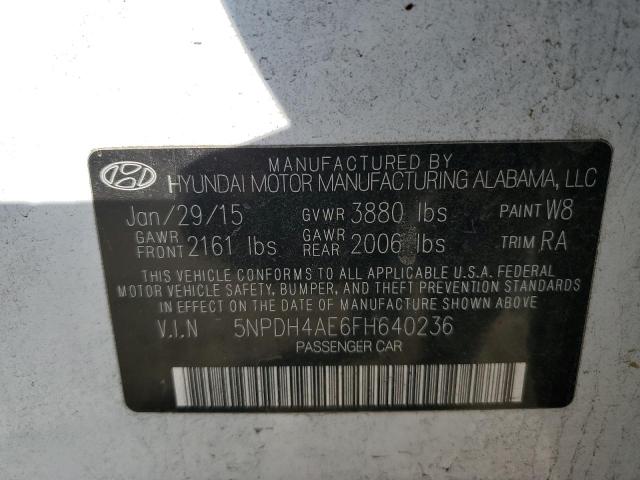 MANUFACTURED BY
HYUNDAI MOTOR MANUFACTURING ALABAMA, LLC
Jan/29/15 GVWR 3880 lbs PAINT W8
GAWR FRONT 2161 lbs GAWR REAR 2006 lbs TRIM RA
THIS VEHICLE CONFORMS TO ALL APPLICABLE U.S.A. FEDERAL
MOTOR VEHICLE SAFETY, BUMPER, AND THEFT PREVENTION STANDARDS
IN EFFECT ON THE DATE OF MANUFACTURE SHOWN ABOVE.
V.I.N 5NPDH4AE6FH640236
PASSENGER CAR